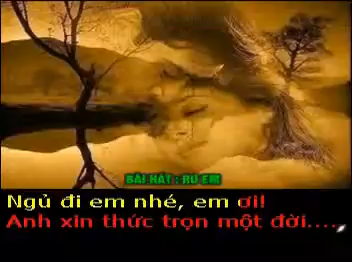 BÀI HÁT : RU EM
Ngủ đi em nhé, em ơi!
Anh xin thức trọn một đời....